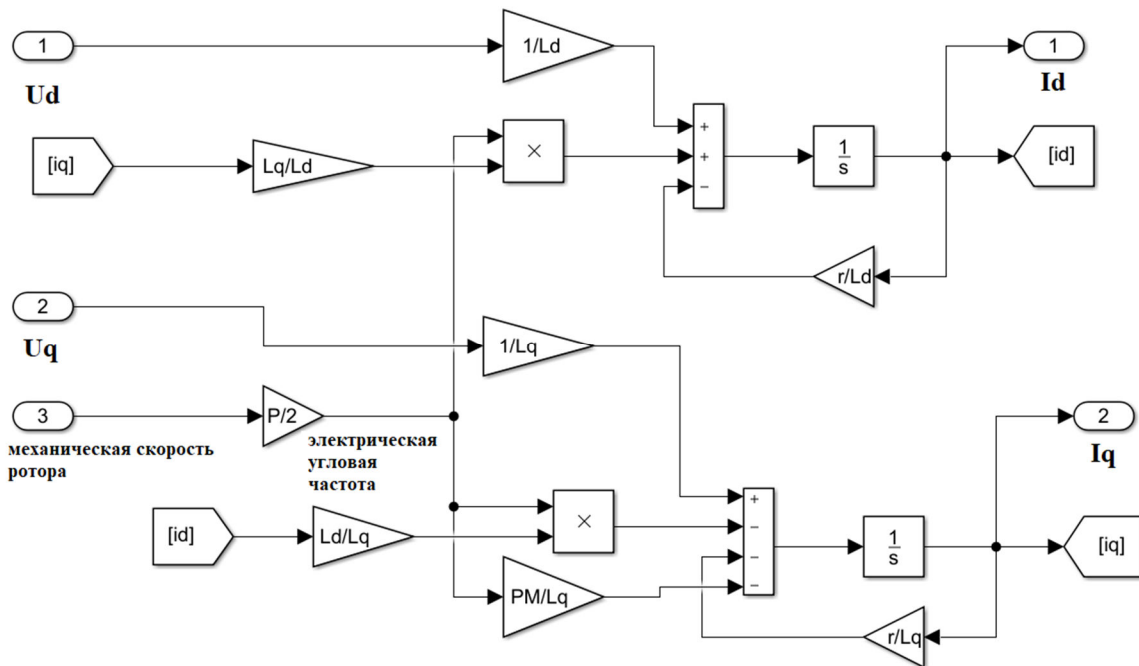 1
1/Ld
1
Ud
Id
+
[iq]
Lq/Ld
×
+
1
s
[id]
−
r/Ld
2
1/Lq
Uq
3
P/2
2
механическая скорость
ротора
электрическая
угловая
частота
Iq
+
[id]
Ld/Lq
×
−
1
s
[iq]
−
PM/Lq
−
r/Lq